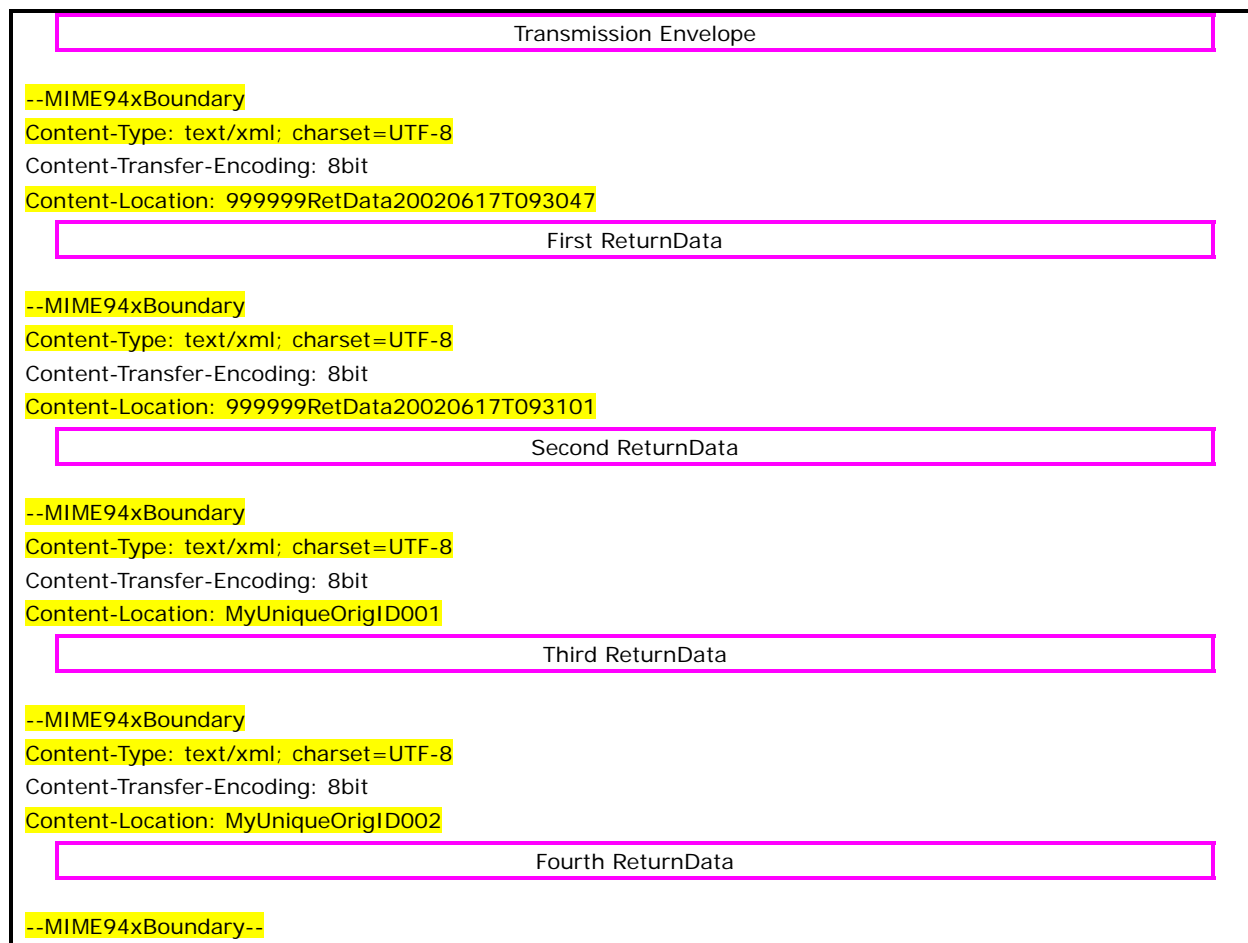 Transmission Envelope
--MIME94xBoundary
Content-Type: text/xml; charset=UTF-8
Content-Transfer-Encoding: 8bit
Content-Location: 999999RetData20020617T093047
First ReturnData
--MIME94xBoundary
Content-Type: text/xml; charset=UTF-8
Content-Transfer-Encoding: 8bit
Content-Location: 999999RetData20020617T093101
Second ReturnData
--MIME94xBoundary
Content-Type: text/xml; charset=UTF-8
Content-Transfer-Encoding: 8bit
Content-Location: MyUniqueOrigID001
Third ReturnData
--MIME94xBoundary
Content-Type: text/xml; charset=UTF-8
Content-Transfer-Encoding: 8bit
Content-Location: MyUniqueOrigID002
Fourth ReturnData
--MIME94xBoundary--